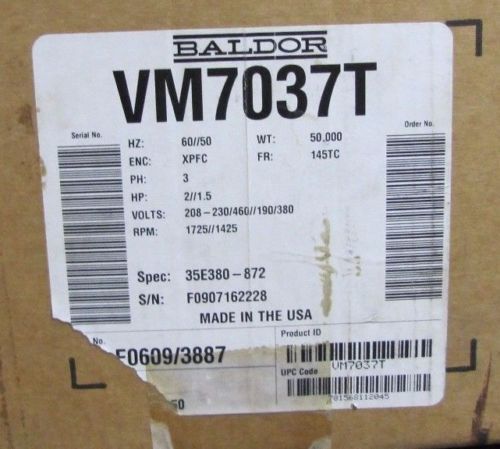 BALDOR
VM7037T
Serial No.
Order No.
HZ: 60//50 WT: 50.000
ENC: XPFC FR: 145TC
PH: 3
HP: 2//1.5
VOLTS: 208-230/460//190/380
RPM: 1725//1425
Spec: 35E380-872
S/N: F0907162228
MADE IN THE USA
No.
F0609/3887
Product ID
VM7037T
UPC Code
781568112045
50